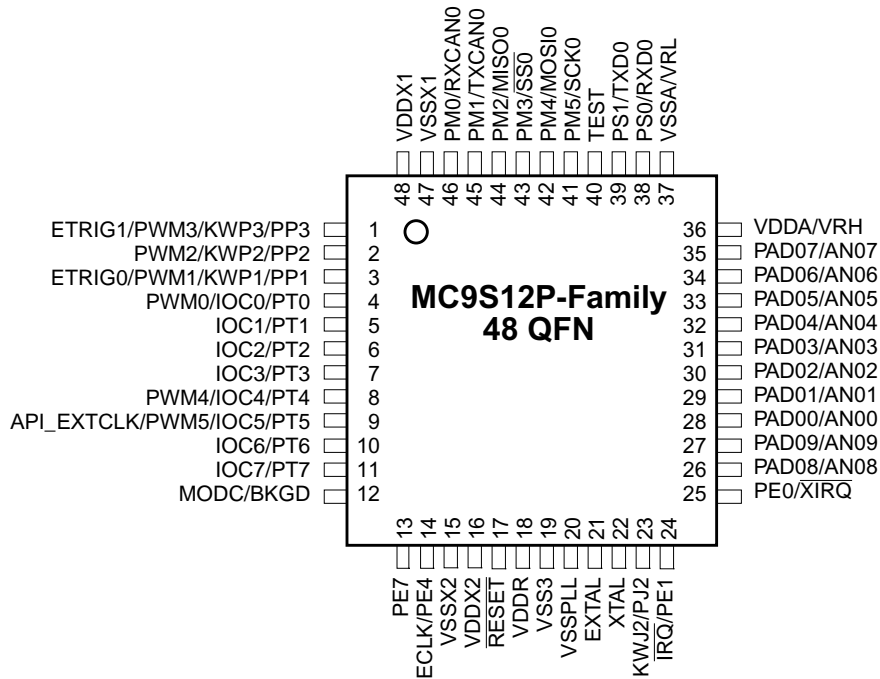 VDDX1
VSSX1
PM0/RXCAN0
PM1/TXCAN0
PM2/MISO0
PM3/SS0
PM4/MOSI0
PM5/SCK0
TEST
PS1/TXD0
PS0/RXD0
VSSA/VRL
48
47
46
45
44
43
42
41
40
39
38
37
ETRIG1/PWM3/KWP3/PP3 1
PWM2/KWP2/PP2 2
ETRIG0/PWM1/KWP1/PP1 3
PWM0/IOC0/PT0 4
IOC1/PT1 5
IOC2/PT2 6
IOC3/PT3 7
PWM4/IOC4/PT4 8
API_EXTCLK/PWM5/IOC5/PT5 9
IOC6/PT6 10
IOC7/PT7 11
MODC/BKGD 12
MC9S12P-Family
48 QFN
36 VDDA/VRH
35 PAD07/AN07
34 PAD06/AN06
33 PAD05/AN05
32 PAD04/AN04
31 PAD03/AN03
30 PAD02/AN02
29 PAD01/AN01
28 PAD00/AN00
27 PAD09/AN09
26 PAD08/AN08
25 PE0/XIRQ
13
14
15
16
17
18
19
20
21
22
23
24
PE7
ECLK/PE4
VSSX2
VDDX2
RESET
VDDR
VSS3
VSSPLL
EXTAL
XTAL
KWJ2/PJ2
IRQ/PE1